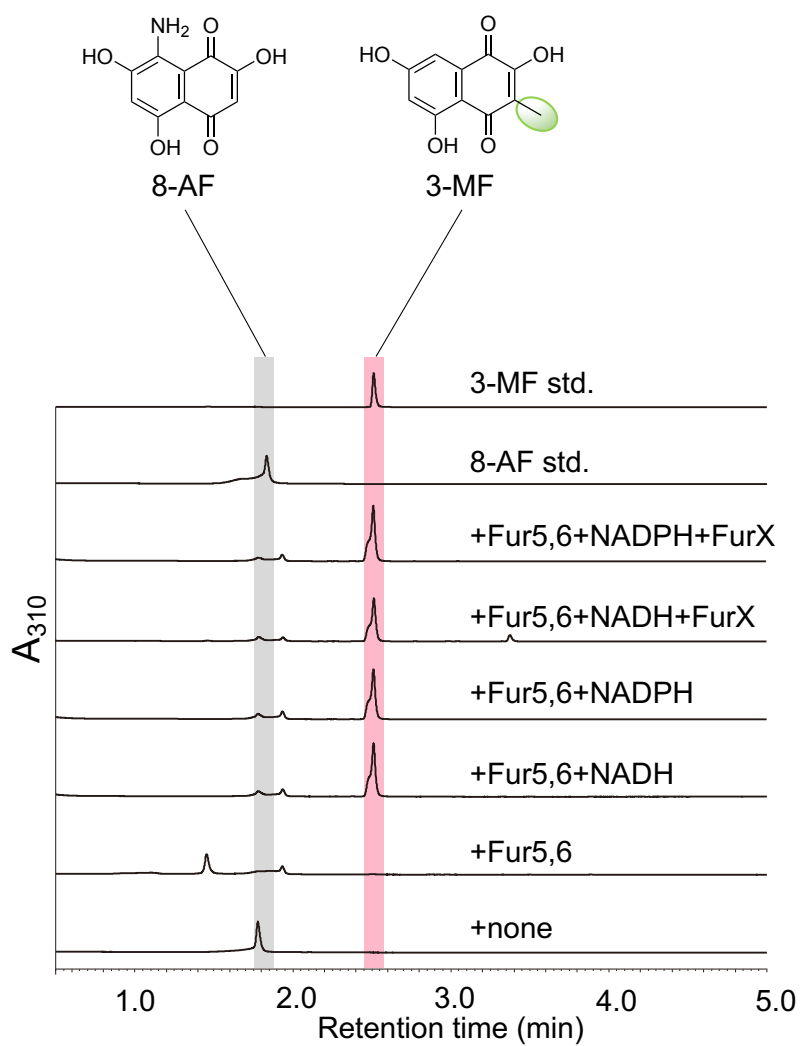 NH₂ O
HO OH
OH O
8-AF
O
HO OH
OH O
3-MF
3-MF std.
8-AF std.
+Fur5,6+NADPH+FurX
+Fur5,6+NADH+FurX
+Fur5,6+NADPH
+Fur5,6+NADH
+Fur5,6
+none
A₃₁₀
1.0 2.0 3.0 4.0 5.0
Retention time (min)